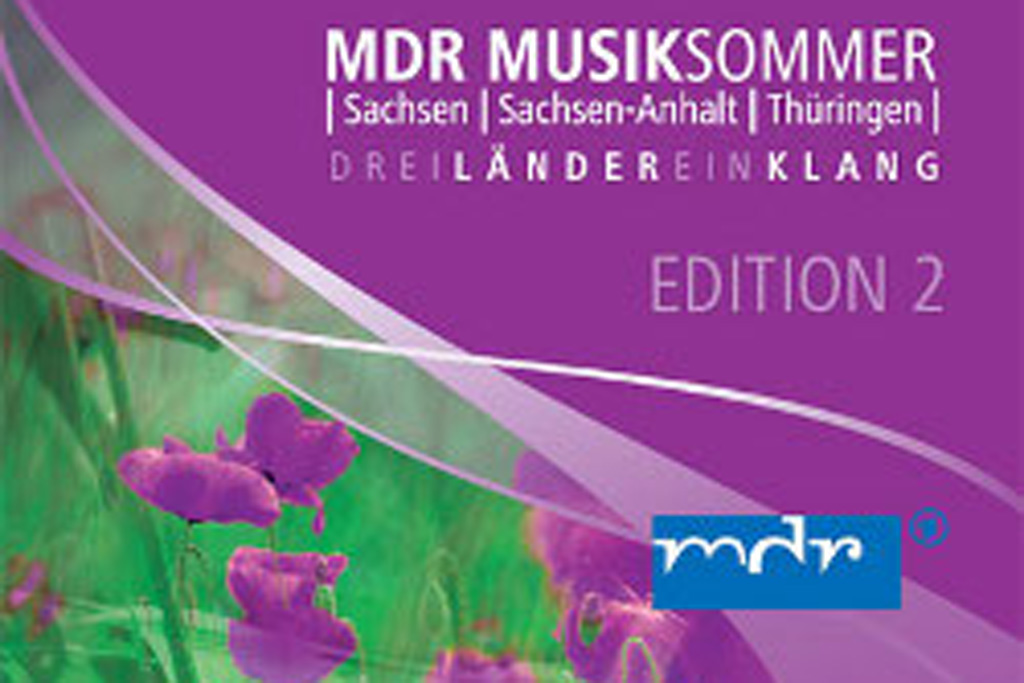 MDR MUSIKSOMMER
| Sachsen | Sachsen-Anhalt | Thüringen |
DREILÄNDEREINKLANG
EDITION 2
mdr